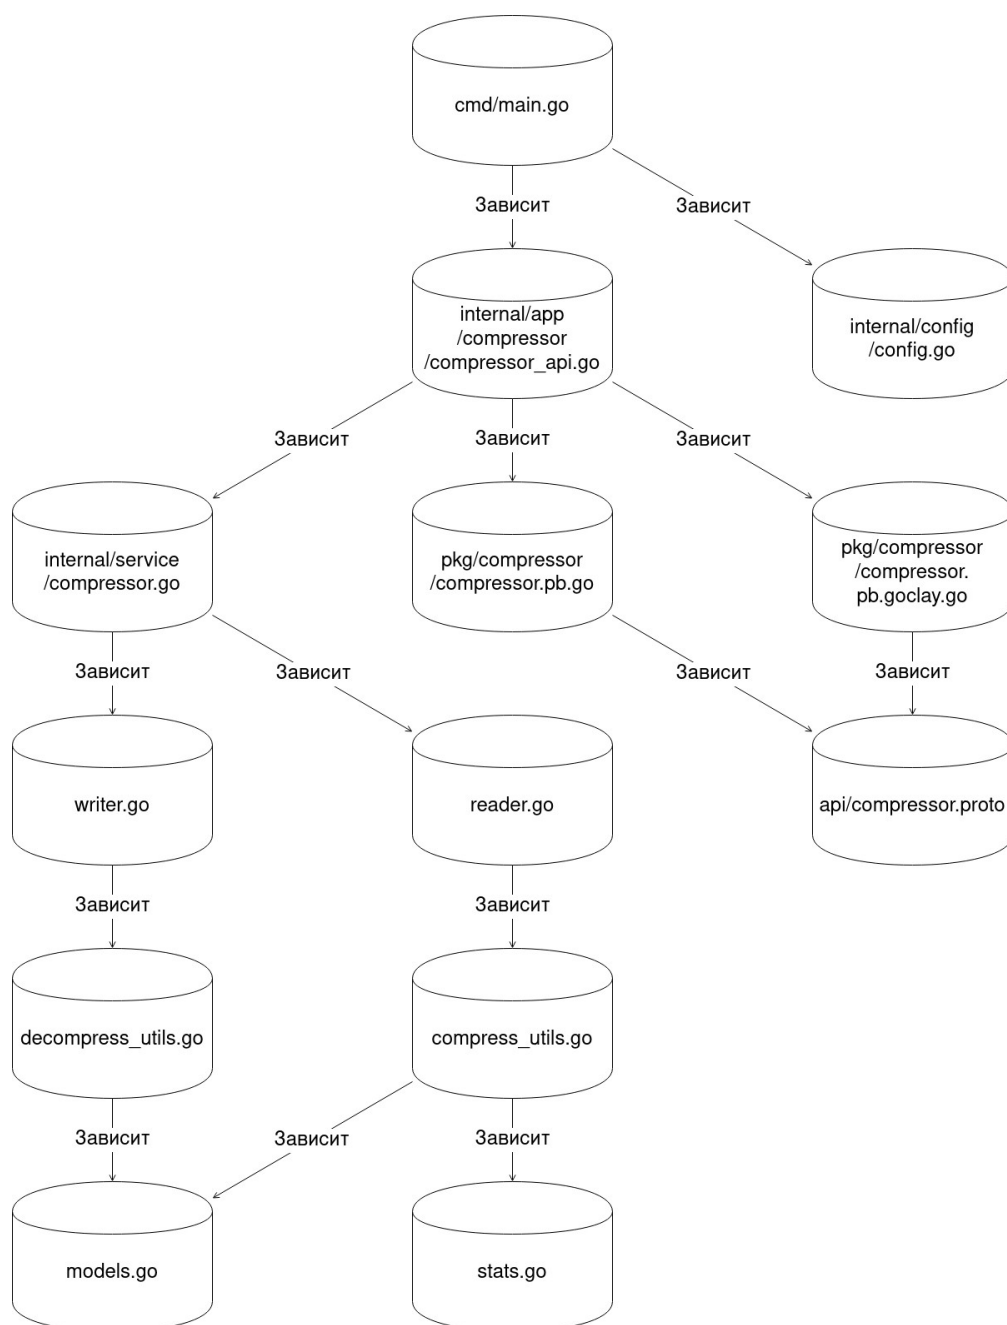 cmd/main.go
Зависит
Зависит
internal/app
/compressor
/compressor_api.go
internal/config
/config.go
Зависит
Зависит
Зависит
internal/service
/compressor.go
pkg/compressor
/compressor.pb.go
pkg/compressor
/compressor.
pb.goclay.go
Зависит
Зависит
Зависит
Зависит
writer.go
reader.go
api/compressor.proto
Зависит
Зависит
decompress_utils.go
compress_utils.go
Зависит
Зависит
Зависит
models.go
stats.go